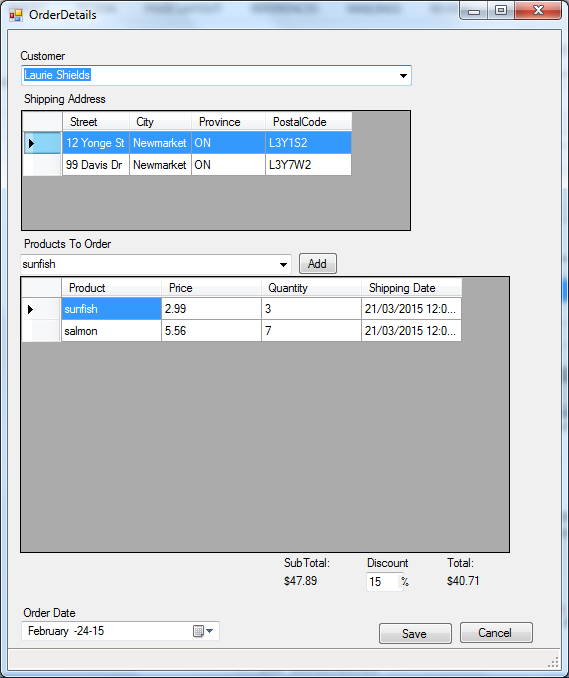 OrderDetails
Customer
Laurie Shields
Shipping Address
Street City Province PostalCode
12 Yonge St Newmarket ON L3Y1S2
99 Davis Dr Newmarket ON L3Y7W2
Products To Order
sunfish Add
Product Price Quantity Shipping Date
sunfish 2.99 3 21/03/2015 12:0...
salmon 5.56 7 21/03/2015 12:0...
SubTotal: Discount Total:
$47.89 15 % $40.71
Order Date
February -24-15
Save Cancel